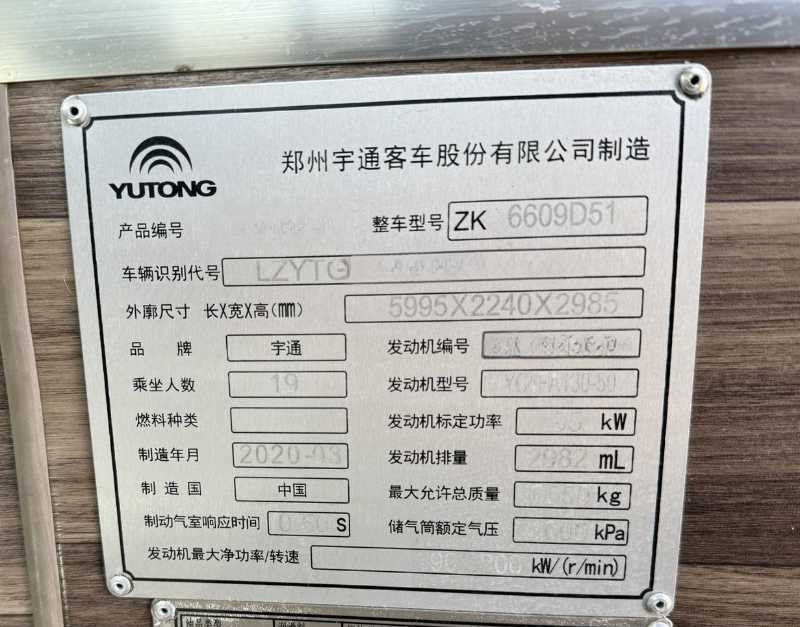 YUTONG
郑州宇通客车股份有限公司制造
产品编号 整车型号 ZK 6609D51
车辆识别代号 LZYTG
外廓尺寸 长X宽X高(mm) 5995X2240X2985
品 牌 宇通 发动机编号
乘坐人数 19 发动机型号
燃料种类 发动机标定功率 kW
制造年月 2020-03 发动机排量 2982 mL
制造国 中国 最大允许总质量 kg
制动气室响应时间 0.60 S 储气筒额定气压 kPa
发动机最大净功率/转速 kW/(r/min)